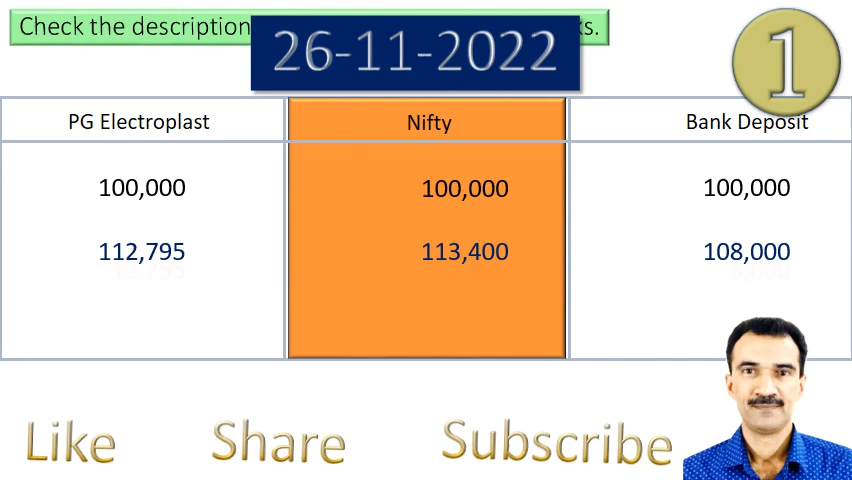 Check the description
ks.
26-11-2022
1
PG Electroplast
Nifty
Bank Deposit
100,000
100,000
100,000
112,795
113,400
108,000
Like
Share
Subscribe